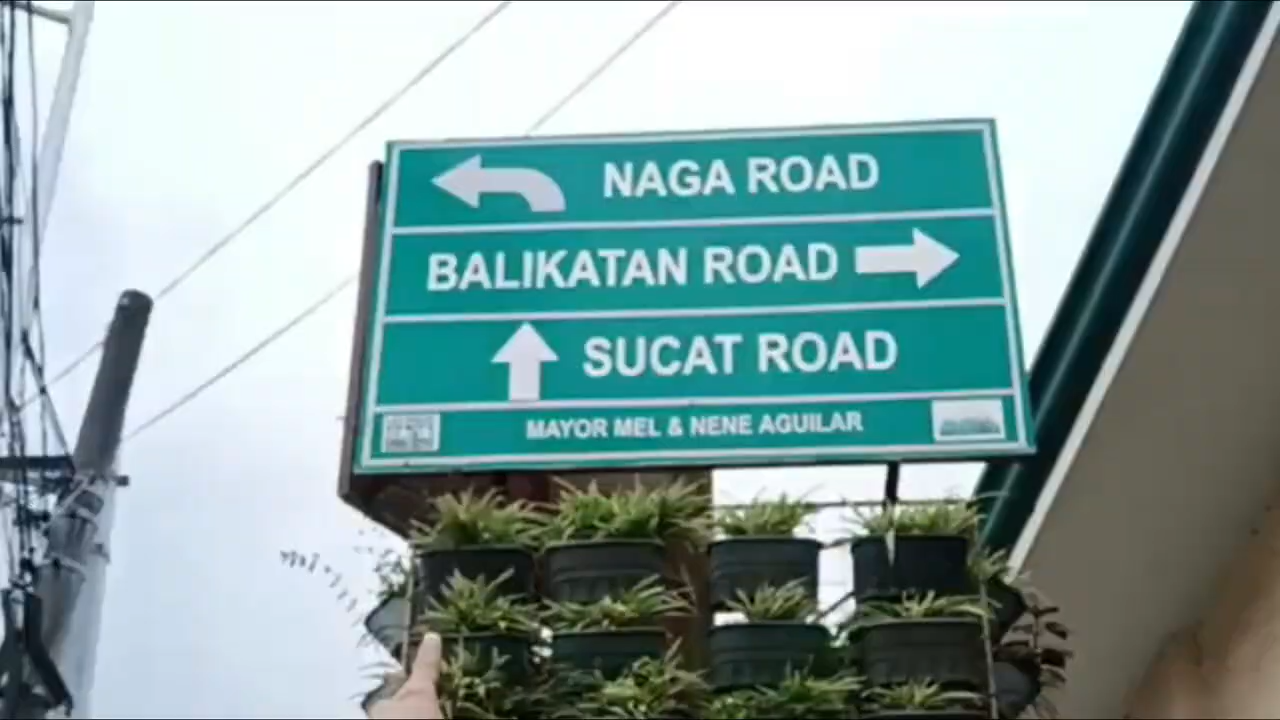 NAGA ROAD
BALIKATAN ROAD
SUCAT ROAD
MAYOR MEL & NENE AGUILAR